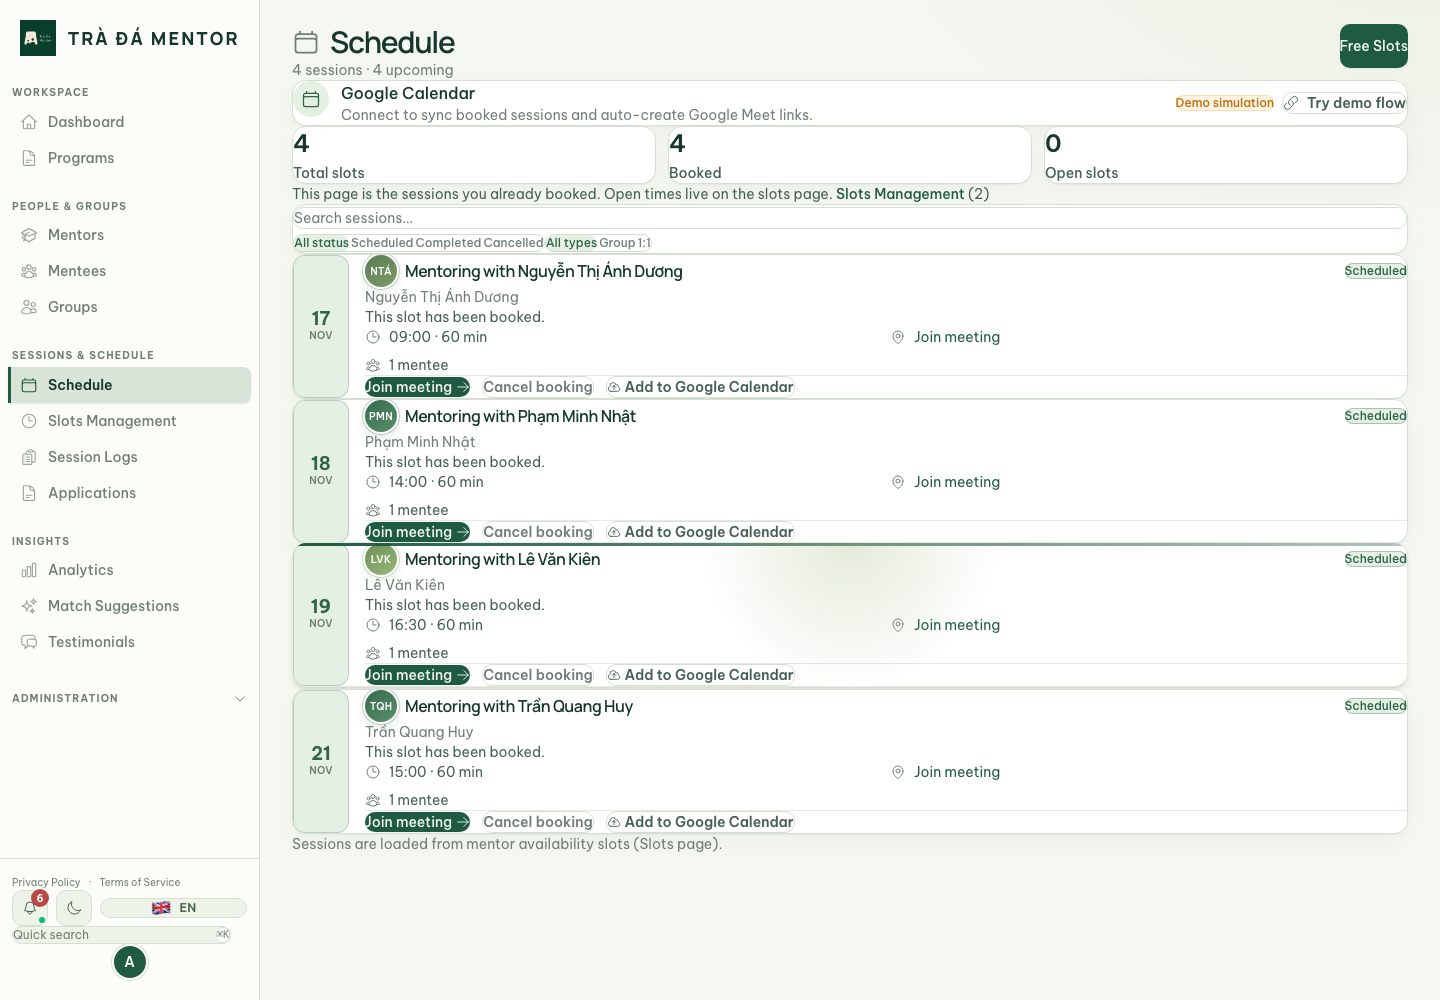 TRÀ ĐÁ MENTOR
WORKSPACE
Dashboard
Programs
PEOPLE & GROUPS
Mentors
Mentees
Groups
SESSIONS & SCHEDULE
Schedule
Slots Management
Session Logs
Applications
INSIGHTS
Analytics
Match Suggestions
Testimonials
ADMINISTRATION
Privacy Policy · Terms of Service
6
EN
Quick search ⌘K
A
Schedule
4 sessions · 4 upcoming
Free Slots
Google Calendar
Connect to sync booked sessions and auto-create Google Meet links.
Demo simulation
Try demo flow
4
Total slots
4
Booked
0
Open slots
This page is the sessions you already booked. Open times live on the slots page. Slots Management (2)
Search sessions...
All status Scheduled Completed Cancelled All types Group 1:1
17
NOV
NTÁ
Mentoring with Nguyễn Thị Ánh Dương
Scheduled
Nguyễn Thị Ánh Dương
This slot has been booked.
09:00 · 60 min
Join meeting
1 mentee
Join meeting →
Cancel booking
Add to Google Calendar
18
NOV
PMN
Mentoring with Phạm Minh Nhật
Scheduled
Phạm Minh Nhật
This slot has been booked.
14:00 · 60 min
Join meeting
1 mentee
Join meeting →
Cancel booking
Add to Google Calendar
19
NOV
LVK
Mentoring with Lê Văn Kiên
Scheduled
Lê Văn Kiên
This slot has been booked.
16:30 · 60 min
Join meeting
1 mentee
Join meeting →
Cancel booking
Add to Google Calendar
21
NOV
TQH
Mentoring with Trần Quang Huy
Scheduled
Trần Quang Huy
This slot has been booked.
15:00 · 60 min
Join meeting
1 mentee
Join meeting →
Cancel booking
Add to Google Calendar
Sessions are loaded from mentor availability slots (Slots page).